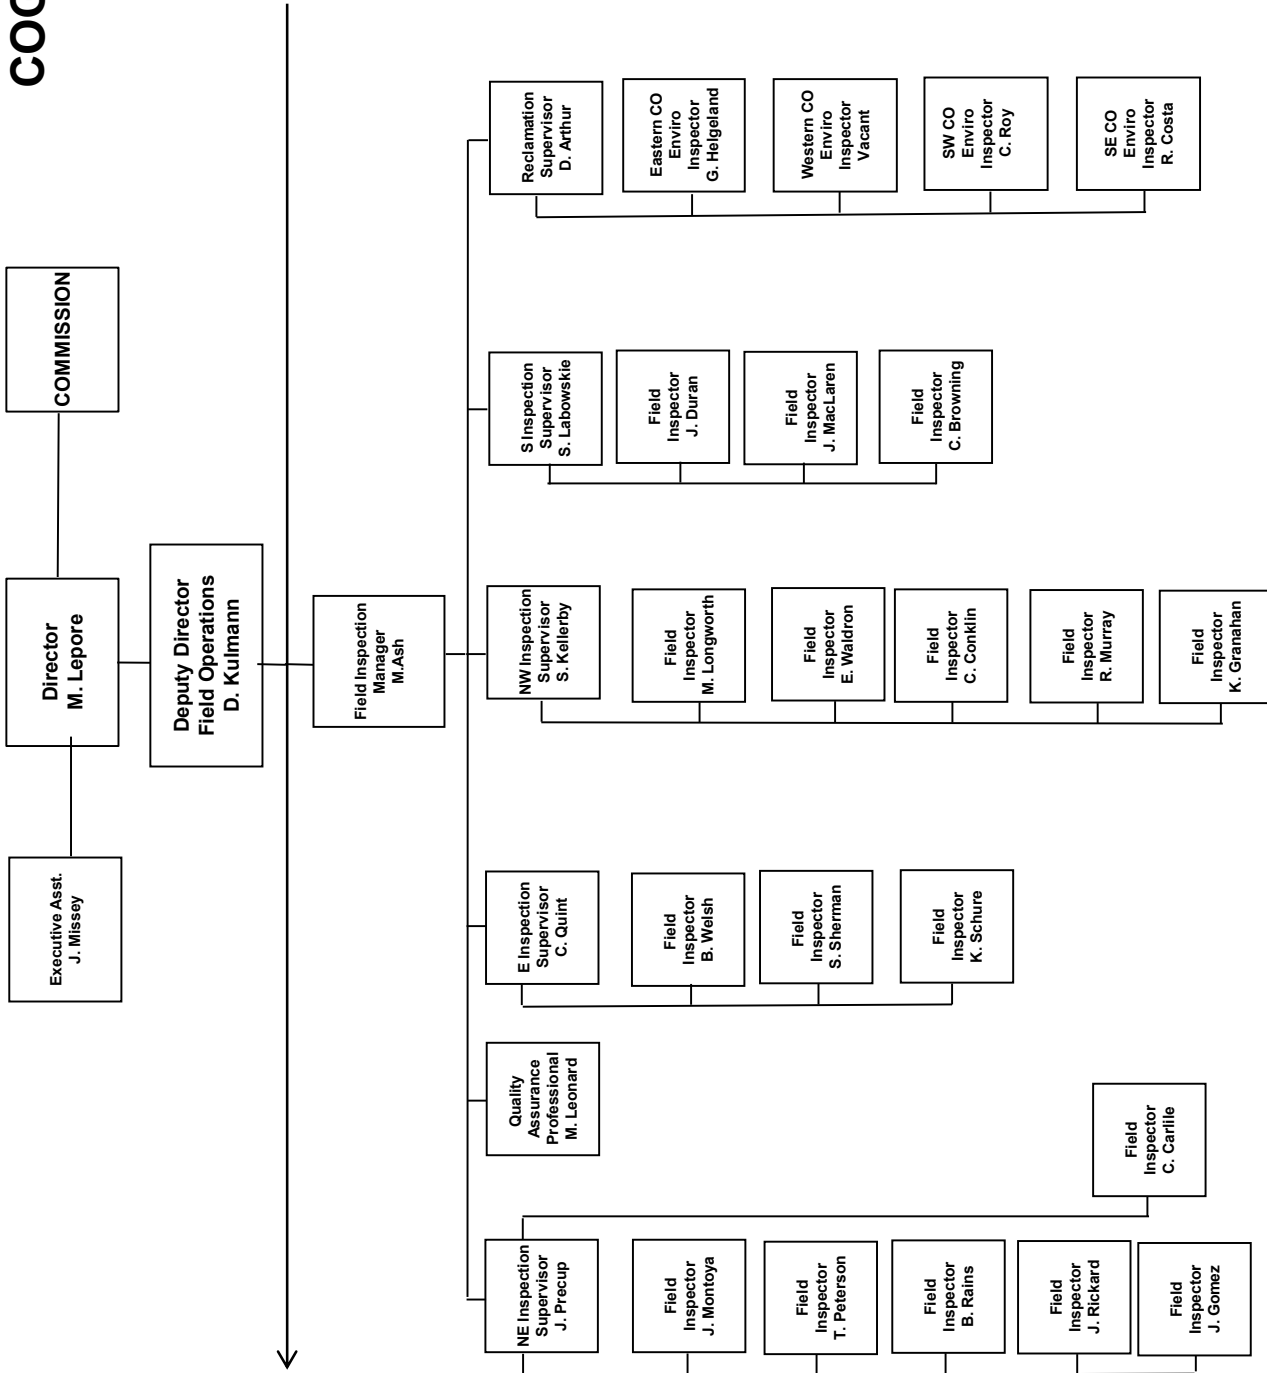 COO
COMMISSION
Director
M. Lepore
Executive Asst.
J. Missey
Deputy Director
Field Operations
D. Kulmann
Field Inspection
Manager
M.Ash
NE Inspection
Supervisor
J. Precup
Field
Inspector
J. Montoya
Field
Inspector
T. Peterson
Field
Inspector
B. Rains
Field
Inspector
J. Rickard
Field
Inspector
J. Gomez
Field
Inspector
C. Carlile
Quality
Assurance
Professional
M. Leonard
E Inspection
Supervisor
C. Quint
Field
Inspector
B. Welsh
Field
Inspector
S. Sherman
Field
Inspector
K. Schure
NW Inspection
Supervisor
S. Kellerby
Field
Inspector
M. Longworth
Field
Inspector
E. Waldron
Field
Inspector
C. Conklin
Field
Inspector
R. Murray
Field
Inspector
K. Granahan
S Inspection
Supervisor
S. Labowskie
Field
Inspector
J. Duran
Field
Inspector
J. MacLaren
Field
Inspector
C. Browning
Reclamation
Supervisor
D. Arthur
Eastern CO
Enviro
Inspector
G. Helgeland
Western CO
Enviro
Inspector
Vacant
SW CO
Enviro
Inspector
C. Roy
SE CO
Enviro
Inspector
R. Costa